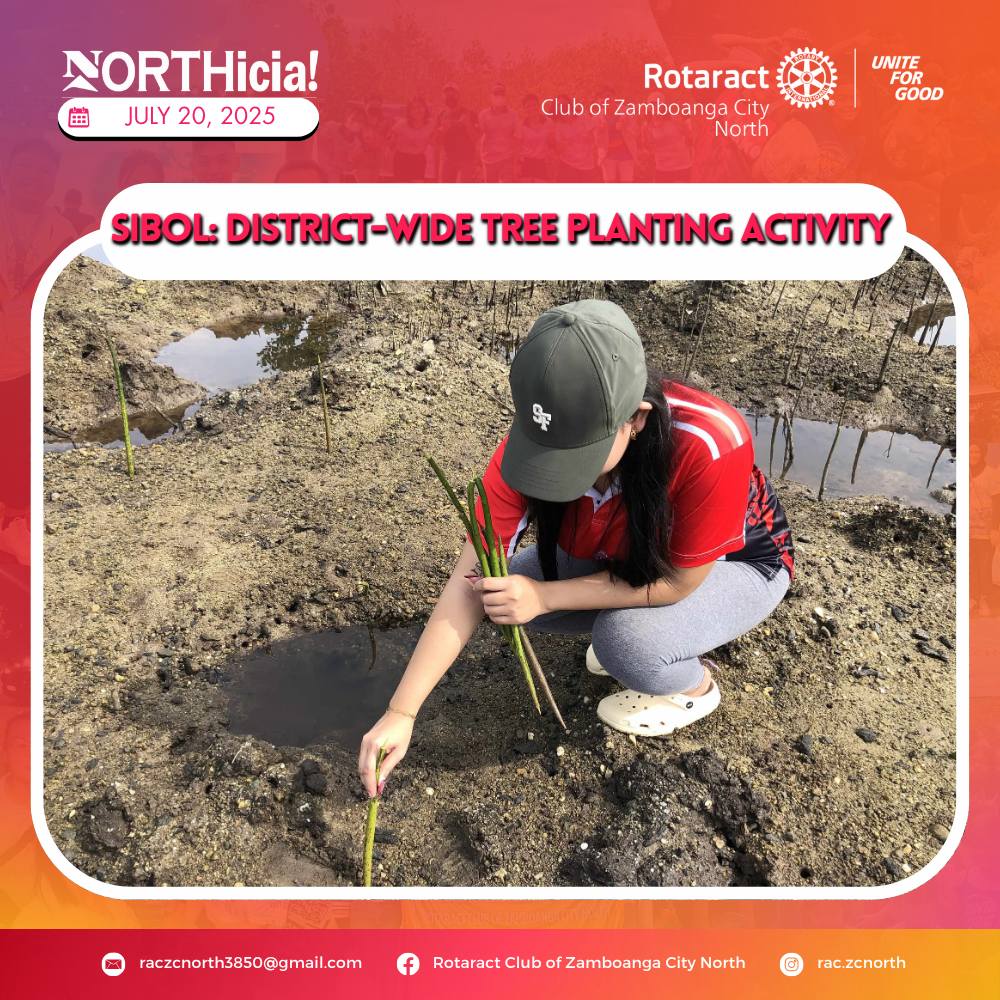 NORTHicia!
JULY 20, 2025
Rotaract
Club of Zamboanga City
North
UNITE
FOR
GOOD
SIBOL: DISTRICT-WIDE TREE PLANTING ACTIVITY
SF
raczcnorth3850@gmail.com
Rotaract Club of Zamboanga City North
rac.zcnorth